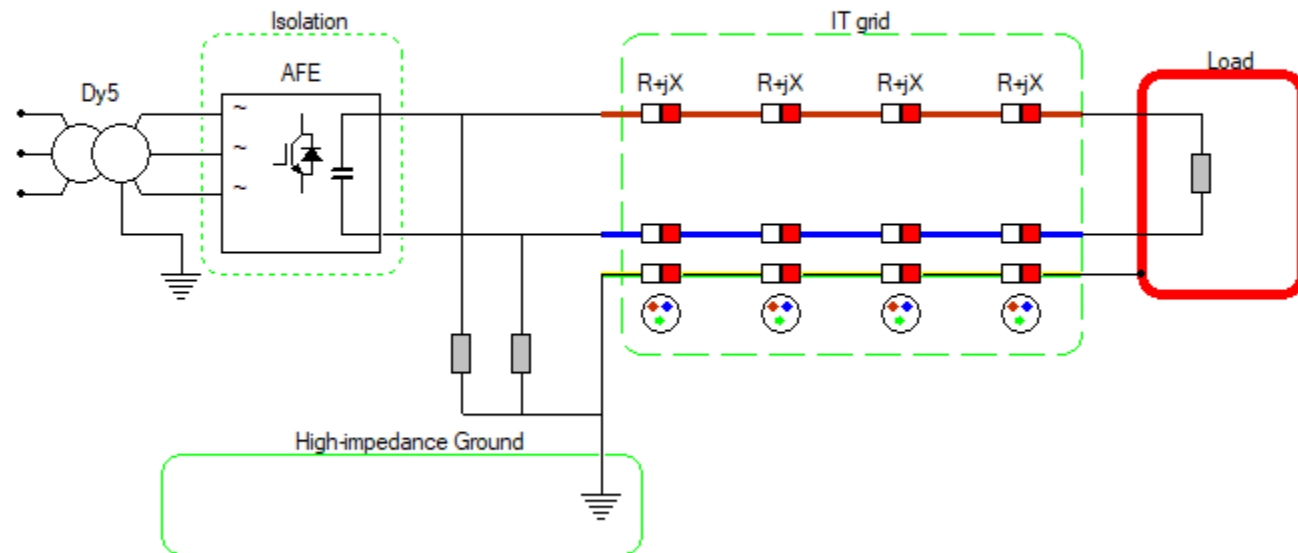 Isolation
IT grid
AFE
Dy5
R+jX R+jX R+jX R+jX
Load
~
~
~
High-impedance Ground